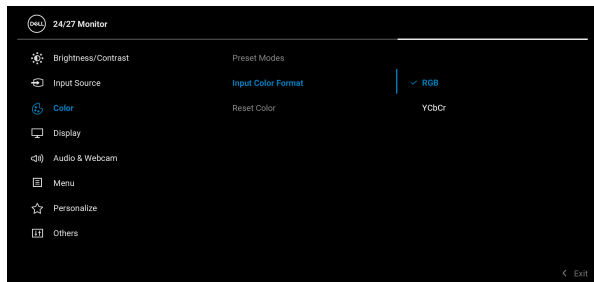 DELL 24/27 Monitor
Brightness/Contrast Preset Modes
Input Source Input Color Format ✓ RGB
Color Reset Color YCbCr
Display
Audio & Webcam
Menu
Personalize
Others
< Exit